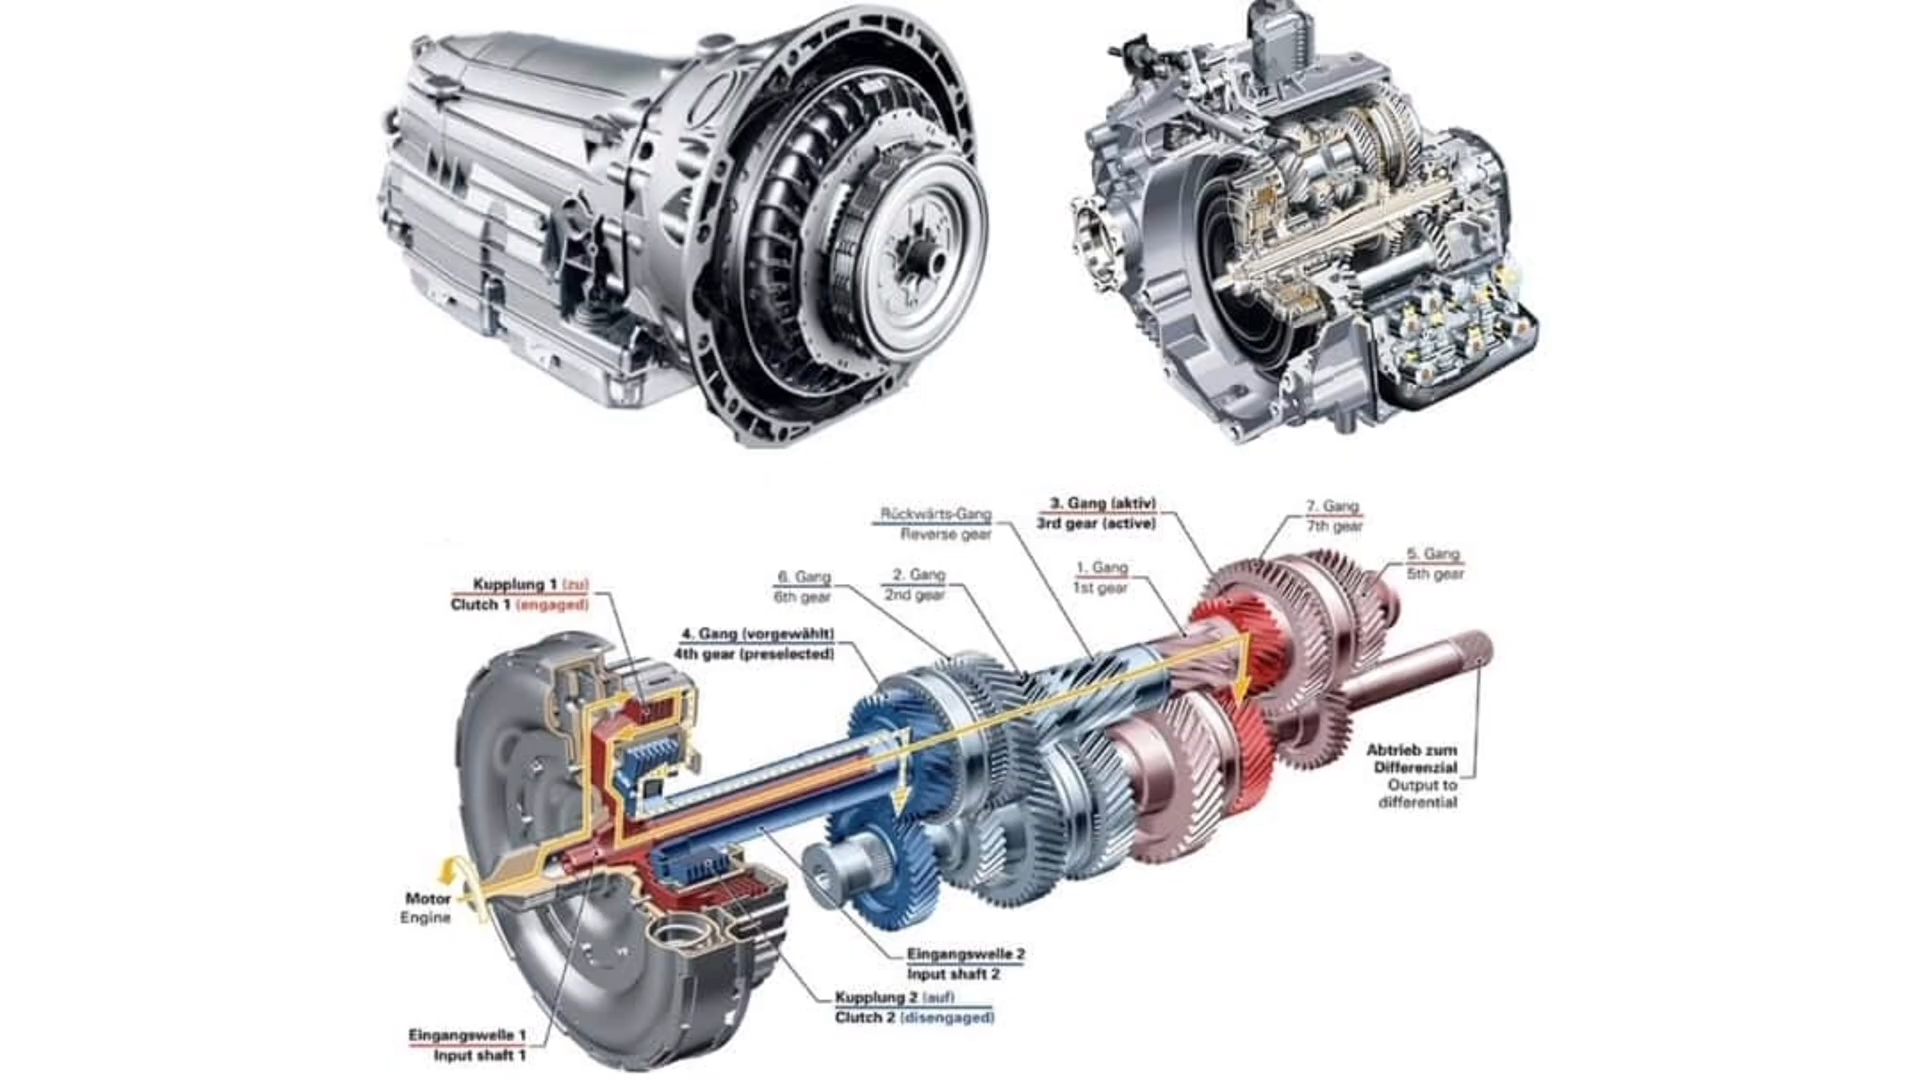 Rückwärts-Gang
Reverse gear
3. Gang (aktiv)
3rd gear (active)
7. Gang
7th gear
5. Gang
5th gear
1. Gang
1st gear
2. Gang
2nd gear
6. Gang
6th gear
Kupplung 1 (zu)
Clutch 1 (engaged)
4. Gang (vorgewählt)
4th gear (preselected)
Abtrieb zum
Differenzial
Output to
differential
Motor
Engine
Eingangswelle 2
Input shaft 2
Kupplung 2 (auf)
Clutch 2 (disengaged)
Eingangswelle 1
Input shaft 1